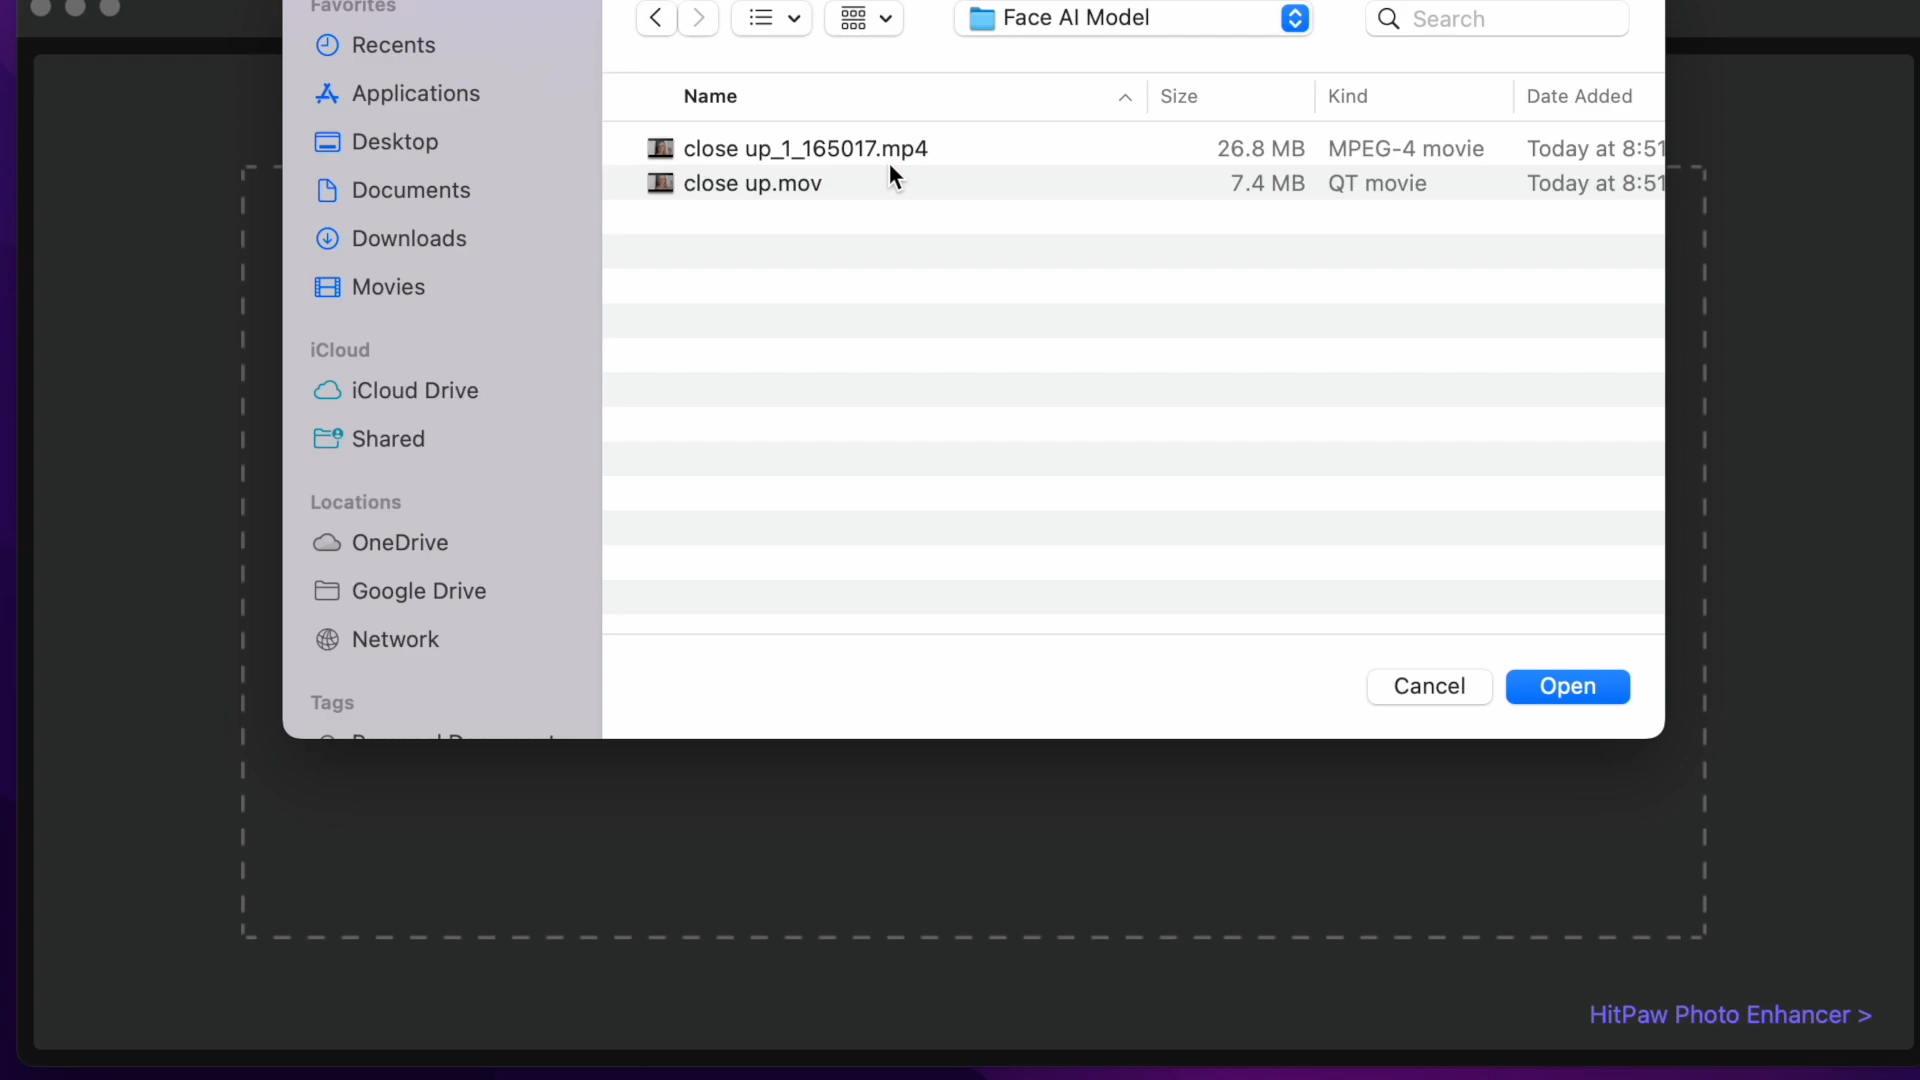 Favorites
Recents
Applications
Desktop
Documents
Downloads
Movies
iCloud
iCloud Drive
Shared
Locations
OneDrive
Google Drive
Network
Tags
Face AI Model
Search
Name Size Kind Date Added
close up_1_165017.mp4 26.8 MB MPEG-4 movie Today at 8:51
close up.mov 7.4 MB QT movie Today at 8:51
Cancel Open
HitPaw Photo Enhancer >